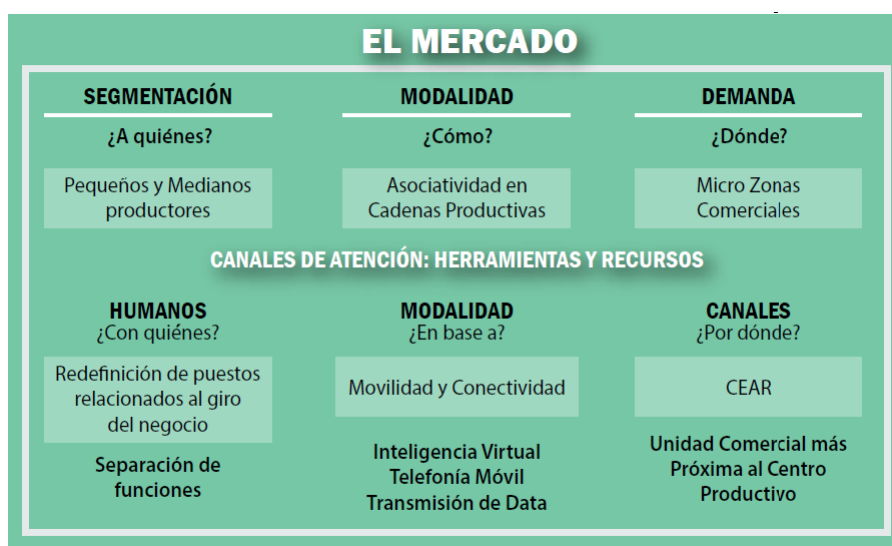 EL MERCADO
SEGMENTACIÓN
¿A quiénes?
Pequeños y Medianos
productores
MODALIDAD
¿Cómo?
Asociatividad en
Cadenas Productivas
DEMANDA
¿Dónde?
Micro Zonas
Comerciales
CANALES DE ATENCIÓN: HERRAMIENTAS Y RECURSOS
HUMANOS
¿Con quiénes?
Redefinición de puestos
relacionados al giro
del negocio
Separación de
funciones
MODALIDAD
¿En base a?
Movilidad y Conectividad
Inteligencia Virtual
Telefonía Móvil
Transmisión de Data
CANALES
¿Por dónde?
CEAR
Unidad Comercial más
Próxima al Centro
Productivo